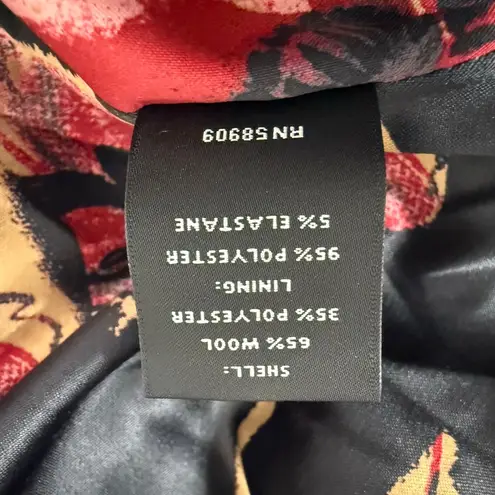 SHELL:
65% WOOL
35% POLYESTER
LINING:
95% POLYESTER
5% ELASTANE
RN 58909